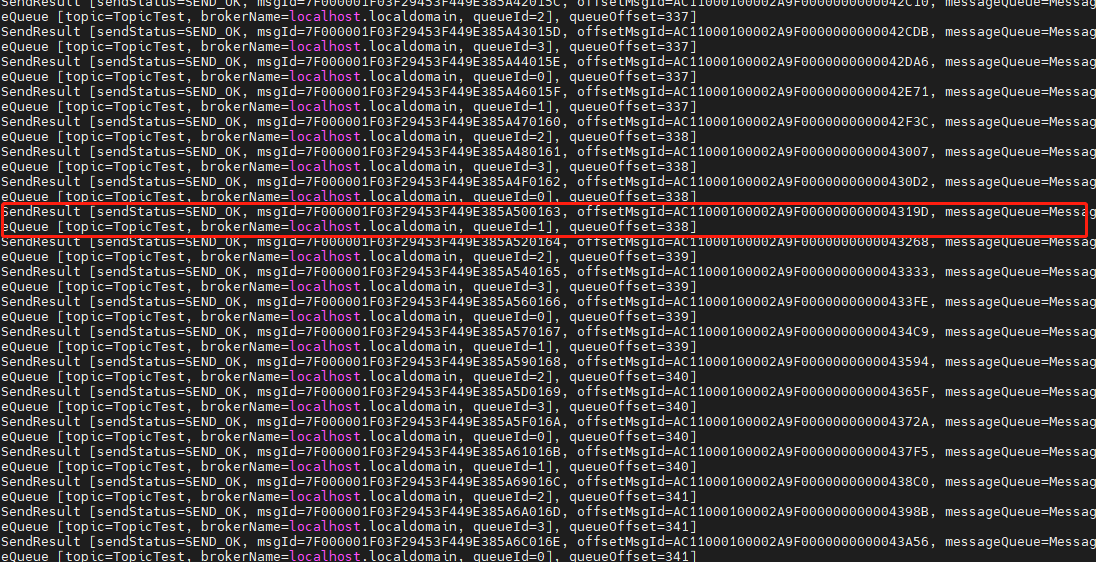 SendResult [sendStatus=SEND_OK, msgId=7F000001F03F29453F449E385A42015C, offsetMsgId=AC11000100002A9F0000000000042C10, messageQueue=Messag
eQueue [topic=TopicTest, brokerName=localhost.localdomain, queueId=2], queueOffset=337]
SendResult [sendStatus=SEND_OK, msgId=7F000001F03F29453F449E385A43015D, offsetMsgId=AC11000100002A9F0000000000042CDB, messageQueue=Messag
eQueue [topic=TopicTest, brokerName=localhost.localdomain, queueId=3], queueOffset=337]
SendResult [sendStatus=SEND_OK, msgId=7F000001F03F29453F449E385A44015E, offsetMsgId=AC11000100002A9F0000000000042DA6, messageQueue=Messag
eQueue [topic=TopicTest, brokerName=localhost.localdomain, queueId=0], queueOffset=337]
SendResult [sendStatus=SEND_OK, msgId=7F000001F03F29453F449E385A46015F, offsetMsgId=AC11000100002A9F0000000000042E71, messageQueue=Messag
eQueue [topic=TopicTest, brokerName=localhost.localdomain, queueId=1], queueOffset=337]
SendResult [sendStatus=SEND_OK, msgId=7F000001F03F29453F449E385A470160, offsetMsgId=AC11000100002A9F0000000000042F3C, messageQueue=Messag
eQueue [topic=TopicTest, brokerName=localhost.localdomain, queueId=2], queueOffset=338]
SendResult [sendStatus=SEND_OK, msgId=7F000001F03F29453F449E385A480161, offsetMsgId=AC11000100002A9F0000000000043007, messageQueue=Messag
eQueue [topic=TopicTest, brokerName=localhost.localdomain, queueId=3], queueOffset=338]
SendResult [sendStatus=SEND_OK, msgId=7F000001F03F29453F449E385A4F0162, offsetMsgId=AC11000100002A9F00000000000430D2, messageQueue=Messag
eQueue [topic=TopicTest, brokerName=localhost.localdomain, queueId=0], queueOffset=338]
SendResult [sendStatus=SEND_OK, msgId=7F000001F03F29453F449E385A500163, offsetMsgId=AC11000100002A9F000000000004319D, messageQueue=Messag
eQueue [topic=TopicTest, brokerName=localhost.localdomain, queueId=1], queueOffset=338]
SendResult [sendStatus=SEND_OK, msgId=7F000001F03F29453F449E385A520164, offsetMsgId=AC11000100002A9F0000000000043268, messageQueue=Messag
eQueue [topic=TopicTest, brokerName=localhost.localdomain, queueId=2], queueOffset=339]
SendResult [sendStatus=SEND_OK, msgId=7F000001F03F29453F449E385A540165, offsetMsgId=AC11000100002A9F0000000000043333, messageQueue=Messag
eQueue [topic=TopicTest, brokerName=localhost.localdomain, queueId=3], queueOffset=339]
SendResult [sendStatus=SEND_OK, msgId=7F000001F03F29453F449E385A560166, offsetMsgId=AC11000100002A9F00000000000433FE, messageQueue=Messag
eQueue [topic=TopicTest, brokerName=localhost.localdomain, queueId=0], queueOffset=339]
SendResult [sendStatus=SEND_OK, msgId=7F000001F03F29453F449E385A570167, offsetMsgId=AC11000100002A9F00000000000434C9, messageQueue=Messag
eQueue [topic=TopicTest, brokerName=localhost.localdomain, queueId=1], queueOffset=339]
SendResult [sendStatus=SEND_OK, msgId=7F000001F03F29453F449E385A590168, offsetMsgId=AC11000100002A9F0000000000043594, messageQueue=Messag
eQueue [topic=TopicTest, brokerName=localhost.localdomain, queueId=2], queueOffset=340]
SendResult [sendStatus=SEND_OK, msgId=7F000001F03F29453F449E385A5D0169, offsetMsgId=AC11000100002A9F000000000004365F, messageQueue=Messag
eQueue [topic=TopicTest, brokerName=localhost.localdomain, queueId=3], queueOffset=340]
SendResult [sendStatus=SEND_OK, msgId=7F000001F03F29453F449E385A5F016A, offsetMsgId=AC11000100002A9F000000000004372A, messageQueue=Messag
eQueue [topic=TopicTest, brokerName=localhost.localdomain, queueId=0], queueOffset=340]
SendResult [sendStatus=SEND_OK, msgId=7F000001F03F29453F449E385A61016B, offsetMsgId=AC11000100002A9F00000000000437F5, messageQueue=Messag
eQueue [topic=TopicTest, brokerName=localhost.localdomain, queueId=1], queueOffset=340]
SendResult [sendStatus=SEND_OK, msgId=7F000001F03F29453F449E385A69016C, offsetMsgId=AC11000100002A9F00000000000438C0, messageQueue=Messag
eQueue [topic=TopicTest, brokerName=localhost.localdomain, queueId=2], queueOffset=341]
SendResult [sendStatus=SEND_OK, msgId=7F000001F03F29453F449E385A6A016D, offsetMsgId=AC11000100002A9F000000000004398B, messageQueue=Messag
eQueue [topic=TopicTest, brokerName=localhost.localdomain, queueId=3], queueOffset=341]
SendResult [sendStatus=SEND_OK, msgId=7F000001F03F29453F449E385A6C016E, offsetMsgId=AC11000100002A9F0000000000043A56, messageQueue=Messag
eQueue [topic=TopicTest, brokerName=localhost.localdomain, queueId=0], queueOffset=341]